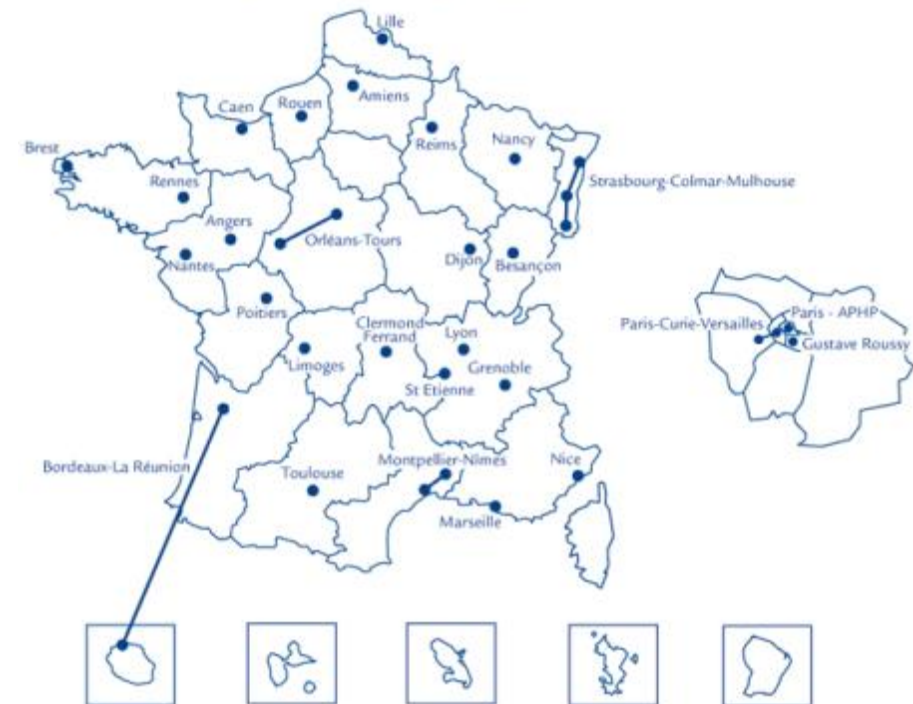 Lille
Amiens
Rouen
Caen
Reims
Nancy
Brest
Rennes
Strasbourg-Colmar-Mulhouse
Angers
Orléans-Tours
Nantes
Dijon
Besançon
Poitiers
Paris-Curie-Versailles
Paris - APHP
Gustave Roussy
Clermond
Ferrand
Lyon
Limoges
Grenoble
St Etienne
Bordeaux-La Réunion
Toulouse
Montpellier-Nîmes
Nice
Marseille